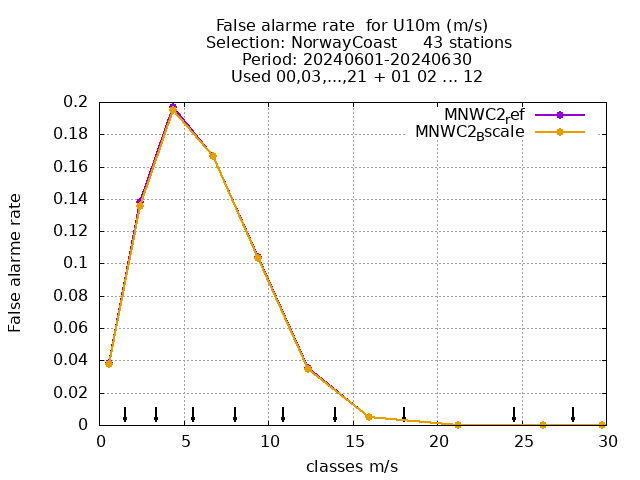 False alarme rate  for U10m (m/s)
Selection: NorwayCoast     43 stations
Period: 20240601-20240630
Used 00,03,...,21 + 01 02 ... 12
MNWC2ref
MNWC2Bscale
False alarme rate
0.2
0.18
0.16
0.14
0.12
0.1
0.08
0.06
0.04
0.02
0
0 5 10 15 20 25 30
classes m/s